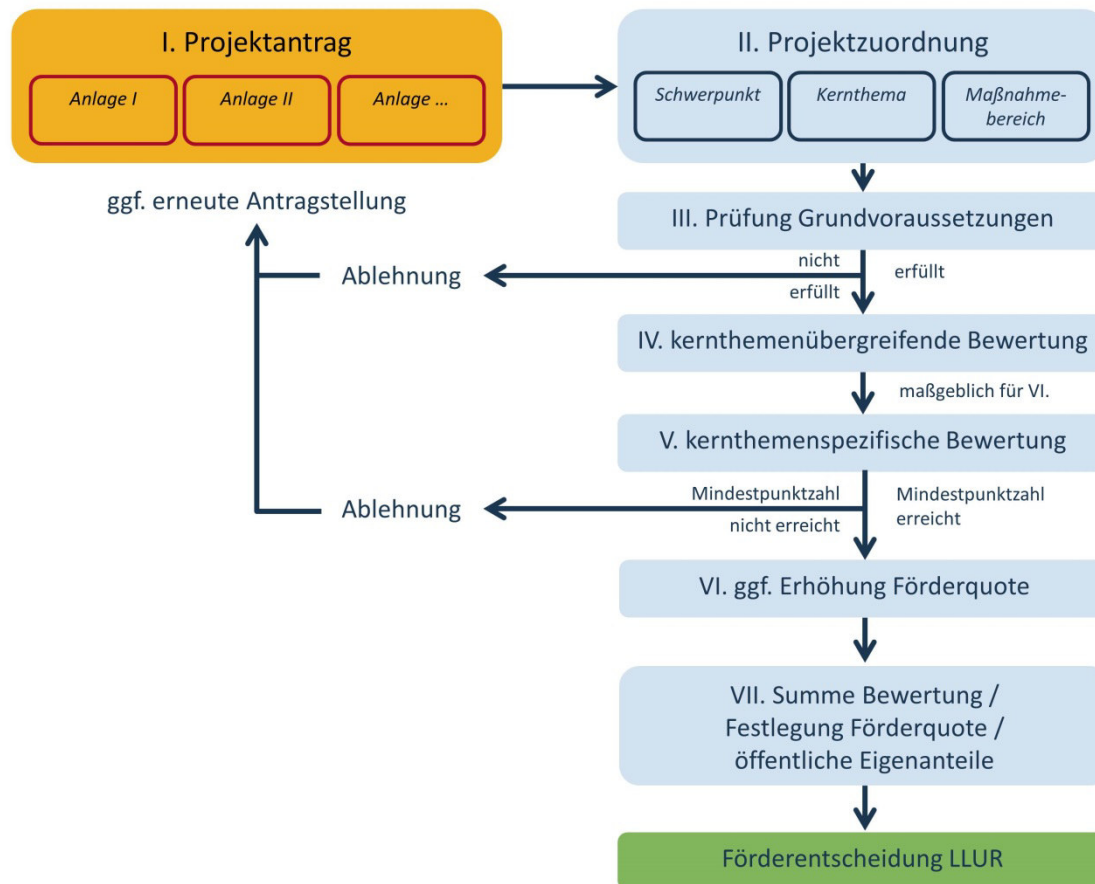 I. Projektantrag
Anlage I
Anlage II
Anlage ...
II. Projektzuordnung
Schwerpunkt
Kernthema
Maßnahme-
bereich
ggf. erneute Antragstellung
III. Prüfung Grundvoraussetzungen
nicht
erfüllt
erfüllt
Ablehnung
IV. kernthemenübergreifende Bewertung
maßgeblich für VI.
V. kernthemenspezifische Bewertung
Mindestpunktzahl
nicht erreicht
Mindestpunktzahl
erreicht
Ablehnung
VI. ggf. Erhöhung Förderquote
VII. Summe Bewertung /
Festlegung Förderquote /
öffentliche Eigenanteile
Förderentscheidung LLUR